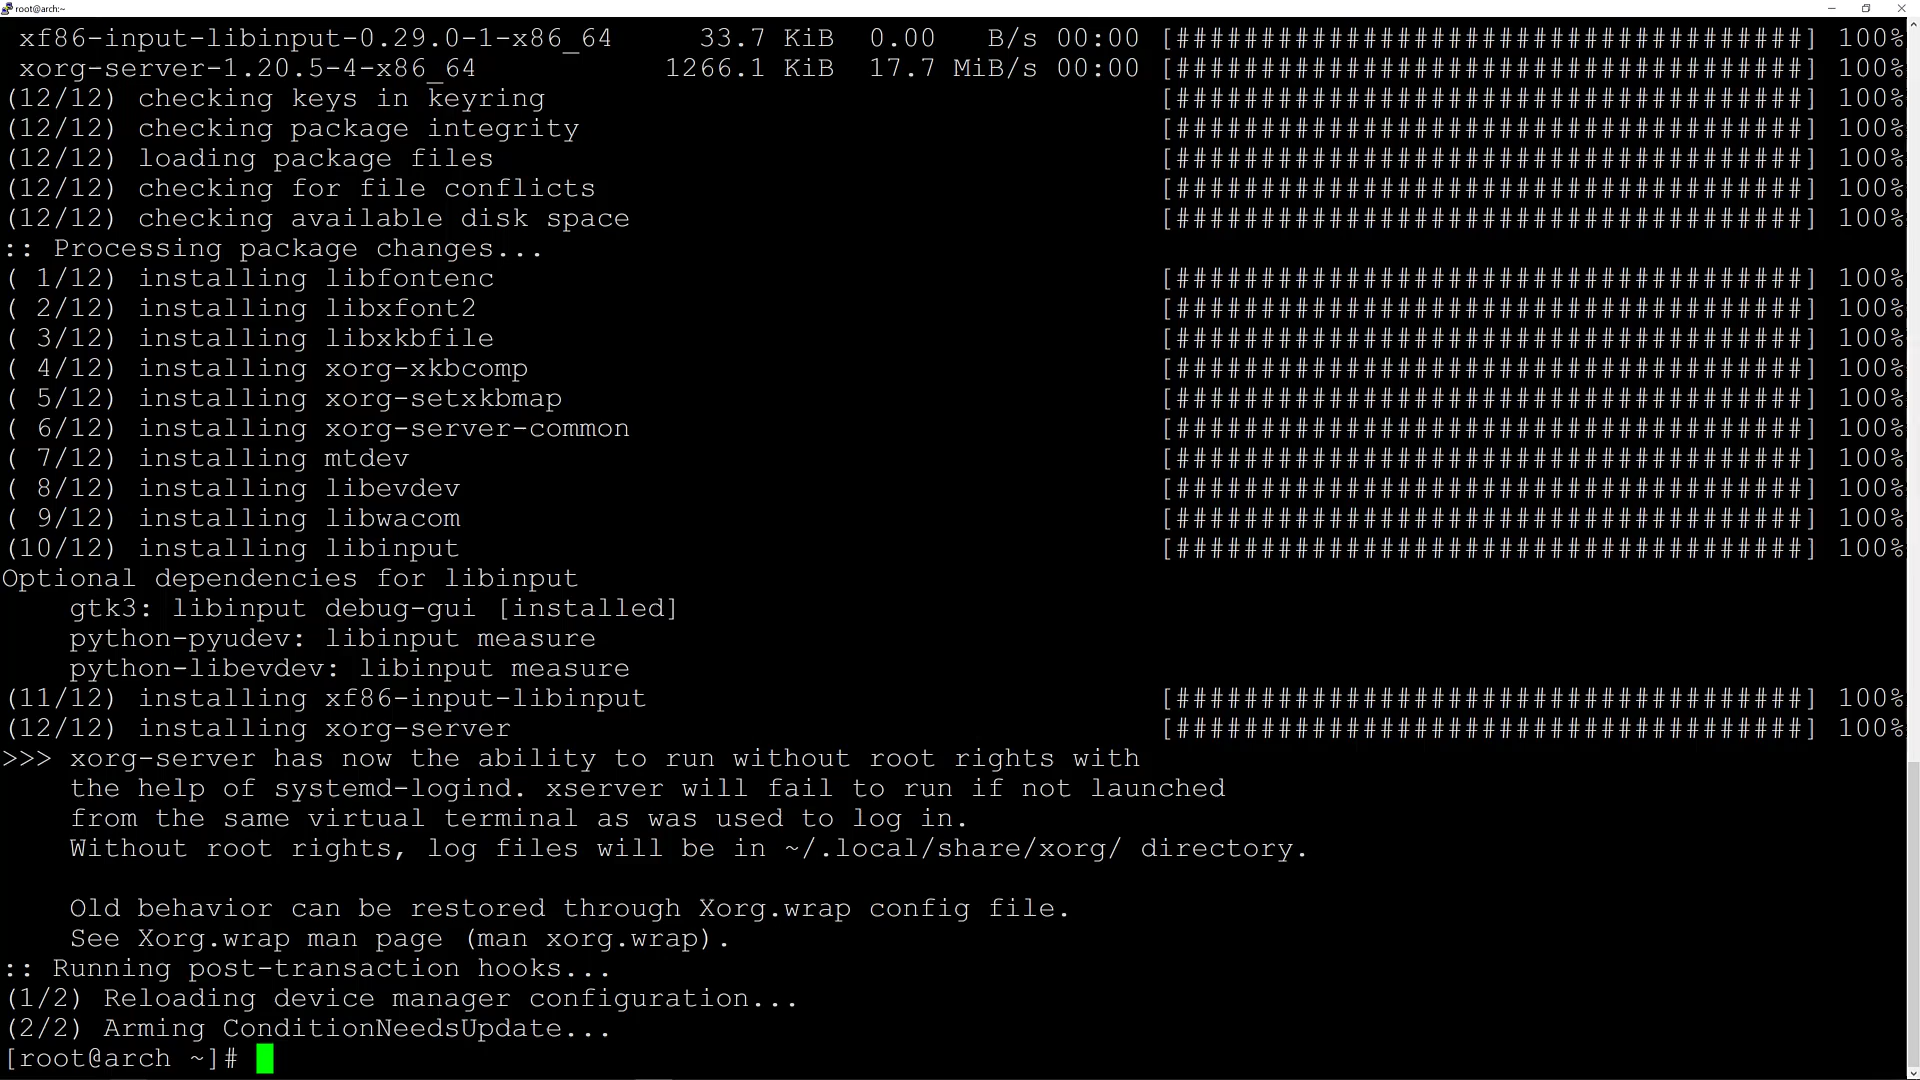 root@arch:~
xf86-input-libinput-0.29.0-1-x86_64 33.7 KiB 0.00 B/s 00:00 [#####################################] 100%
xorg-server-1.20.5-4-x86_64 1266.1 KiB 17.7 MiB/s 00:00 [#####################################] 100%
(12/12) checking keys in keyring [#####################################] 100%
(12/12) checking package integrity [#####################################] 100%
(12/12) loading package files [#####################################] 100%
(12/12) checking for file conflicts [#####################################] 100%
(12/12) checking available disk space [#####################################] 100%
:: Processing package changes...
( 1/12) installing libfontenc [#####################################] 100%
( 2/12) installing libxfont2 [#####################################] 100%
( 3/12) installing libxkbfile [#####################################] 100%
( 4/12) installing xorg-xkbcomp [#####################################] 100%
( 5/12) installing xorg-setxkbmap [#####################################] 100%
( 6/12) installing xorg-server-common [#####################################] 100%
( 7/12) installing mtdev [#####################################] 100%
( 8/12) installing libevdev [#####################################] 100%
( 9/12) installing libwacom [#####################################] 100%
(10/12) installing libinput [#####################################] 100%
Optional dependencies for libinput
gtk3: libinput debug-gui [installed]
python-pyudev: libinput measure
python-libevdev: libinput measure
(11/12) installing xf86-input-libinput [#####################################] 100%
(12/12) installing xorg-server [#####################################] 100%
>>> xorg-server has now the ability to run without root rights with
the help of systemd-logind. xserver will fail to run if not launched
from the same virtual terminal as was used to log in.
Without root rights, log files will be in ~/.local/share/xorg/ directory.
Old behavior can be restored through Xorg.wrap config file.
See Xorg.wrap man page (man xorg.wrap).
:: Running post-transaction hooks...
(1/2) Reloading device manager configuration...
(2/2) Arming ConditionNeedsUpdate...
[root@arch ~]#